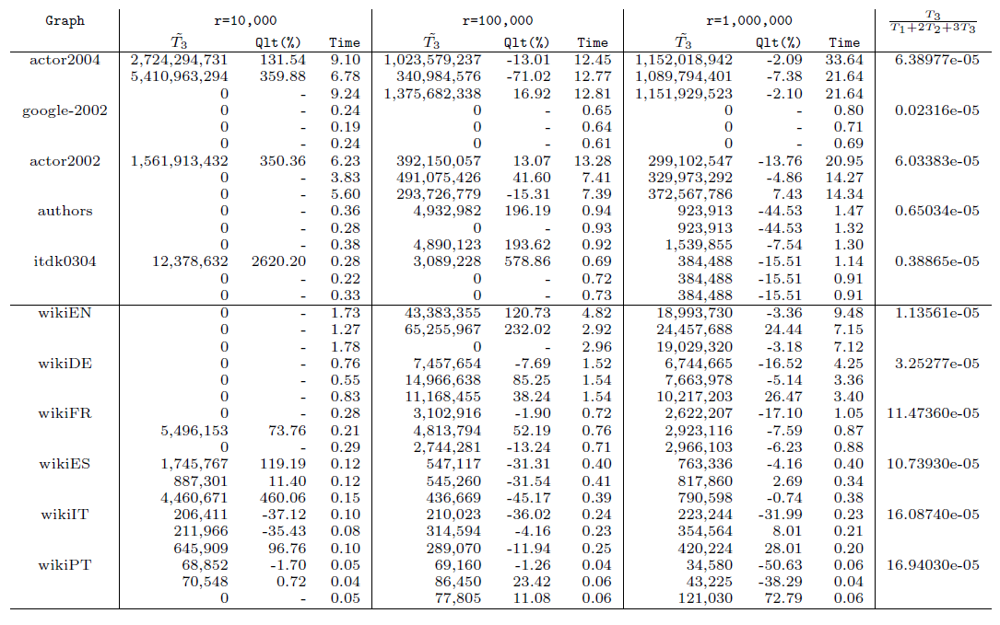 Graph r=10,000 r=100,000 r=1,000,000 T₃/(T₁+2T₂+3T₃)
T̃₃ Qlt(%) Time T̃₃ Qlt(%) Time T̃₃ Qlt(%) Time
actor2004 2,724,294,731 131.54 9.10 1,023,579,237 -13.01 12.45 1,152,018,942 -2.09 33.64 6.38977e-05
5,410,963,294 359.88 6.78 340,984,576 -71.02 12.77 1,089,794,401 -7.38 21.64
0 - 9.24 1,375,682,338 16.92 12.81 1,151,929,523 -2.10 21.64
google-2002 0 - 0.24 0 - 0.65 0 - 0.80 0.02316e-05
0 - 0.19 0 - 0.64 0 - 0.71
0 - 0.24 0 - 0.61 0 - 0.69
actor2002 1,561,913,432 350.36 6.23 392,150,057 13.07 13.28 299,102,547 -13.76 20.95 6.03383e-05
0 - 3.83 491,075,426 41.60 7.41 329,973,292 -4.86 14.27
0 - 5.60 293,726,779 -15.31 7.39 372,567,786 7.43 14.34
authors 0 - 0.36 4,932,982 196.19 0.94 923,913 -44.53 1.47 0.65034e-05
0 - 0.28 0 - 0.93 923,913 -44.53 1.32
0 - 0.38 4,890,123 193.62 0.92 1,539,855 -7.54 1.30
itdk0304 12,378,632 2620.20 0.28 3,089,228 578.86 0.69 384,488 -15.51 1.14 0.38865e-05
0 - 0.22 0 - 0.72 384,488 -15.51 0.91
0 - 0.33 0 - 0.73 384,488 -15.51 0.91
wikiEN 0 - 1.73 43,383,355 120.73 4.82 18,993,730 -3.36 9.48 1.13561e-05
0 - 1.27 65,255,967 232.02 2.92 24,457,688 24.44 7.15
0 - 1.78 0 - 2.96 19,029,320 -3.18 7.12
wikiDE 0 - 0.76 7,457,654 -7.69 1.52 6,744,665 -16.52 4.25 3.25277e-05
0 - 0.55 14,966,638 85.25 1.54 7,663,978 -5.14 3.36
0 - 0.83 11,168,455 38.24 1.54 10,217,203 26.47 3.40
wikiFR 0 - 0.28 3,102,916 -1.90 0.72 2,622,207 -17.10 1.05 11.47360e-05
5,496,153 73.76 0.21 4,813,794 52.19 0.76 2,923,116 -7.59 0.87
0 - 0.29 2,744,281 -13.24 0.71 2,966,103 -6.23 0.88
wikiES 1,745,767 119.19 0.12 547,117 -31.31 0.40 763,336 -4.16 0.40 10.73930e-05
887,301 11.40 0.12 545,260 -31.54 0.41 817,860 2.69 0.34
4,460,671 460.06 0.15 436,669 -45.17 0.39 790,598 -0.74 0.38
wikiIT 206,411 -37.12 0.10 210,023 -36.02 0.24 223,244 -31.99 0.23 16.08740e-05
211,966 -35.43 0.08 314,594 -4.16 0.23 354,564 8.01 0.21
645,909 96.76 0.10 289,070 -11.94 0.25 420,224 28.01 0.20
wikiPT 68,852 -1.70 0.05 69,160 -1.26 0.04 34,580 -50.63 0.06 16.94030e-05
70,548 0.72 0.04 86,450 23.42 0.06 43,225 -38.29 0.04
0 - 0.05 77,805 11.08 0.06 121,030 72.79 0.06